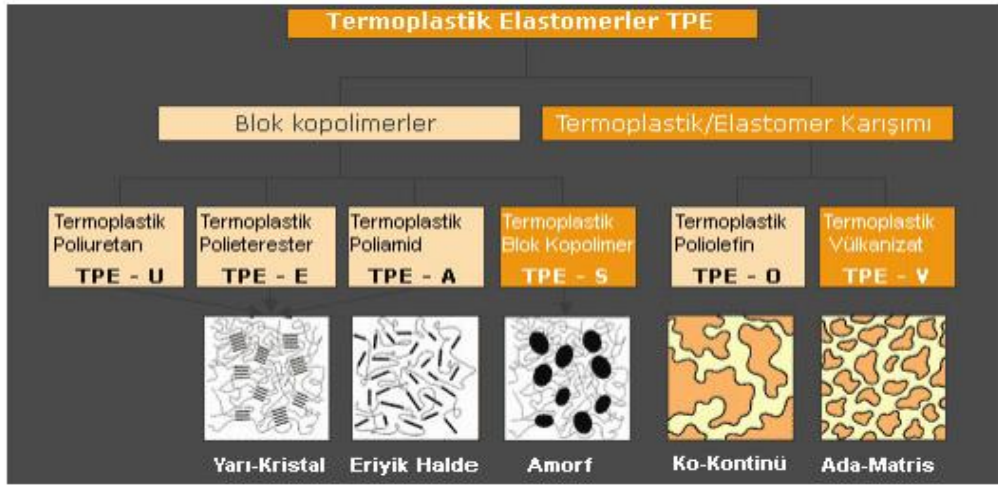 Termoplastik Elastomerler TPE
Blok kopolimerler
Termoplastik/Elastomer Karışımı
Termoplastik
Poliuretan
TPE - U
Termoplastik
Polieterester
TPE - E
Termoplastik
Poliamid
TPE - A
Termoplastik
Blok Kopolimer
TPE - S
Termoplastik
Poliolefin
TPE - O
Termoplastik
Vülkanizat
TPE - V
Yarı-Kristal
Eriyik Halde
Amorf
Ko-Kontinü
Ada-Matris